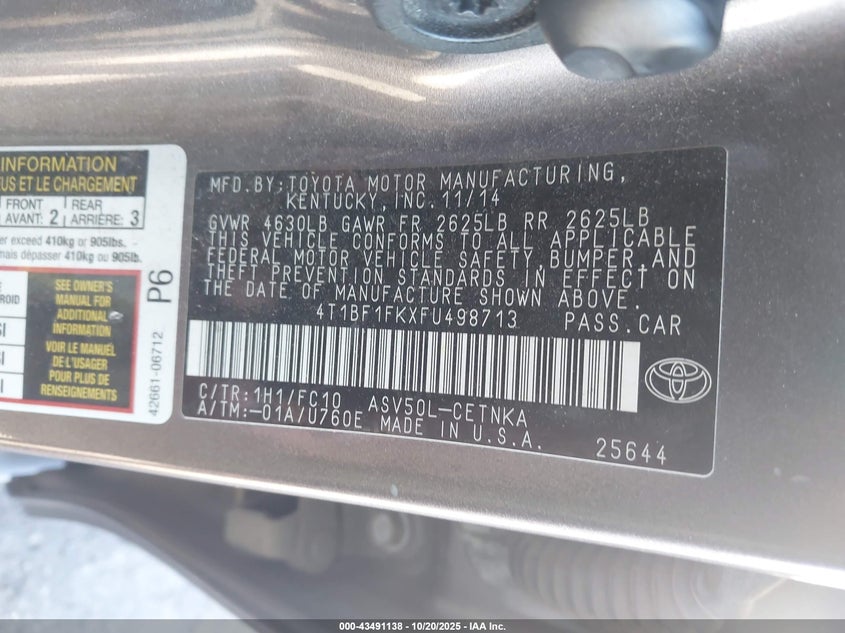 INFORMATION
US ET LE CHARGEMENT
FRONT
AVANT: 2
REAR
ARRIÈRE: 3
exceed 410kg or 905lbs.
mais dépasser 410kg ou 905lbs.
SEE OWNER'S
MANUAL FOR
ADDITIONAL
INFORMATION
VOIR LE MANUEL
DE L'USAGER
POUR PLUS DE
RENSEIGNEMENTS
P6
42661-06712
MFD.BY:TOYOTA MOTOR MANUFACTURING,
KENTUCKY, INC.11/14
GVWR 4630LB GAWR FR 2625LB RR 2625LB
THIS VEHICLE CONFORMS TO ALL APPLICABLE
FEDERAL MOTOR VEHICLE SAFETY, BUMPER, AND
THEFT PREVENTION STANDARDS IN EFFECT ON
THE DATE OF MANUFACTURE SHOWN ABOVE.
4T1BF1FKXFU498713 PASS.CAR
C/TR:1H1/FC10 ASV50L-CETNKA
A/TM:-01A/U760E MADE IN U.S.A.
25644
000-43491138 - 10/20/2025 - IAA Inc.